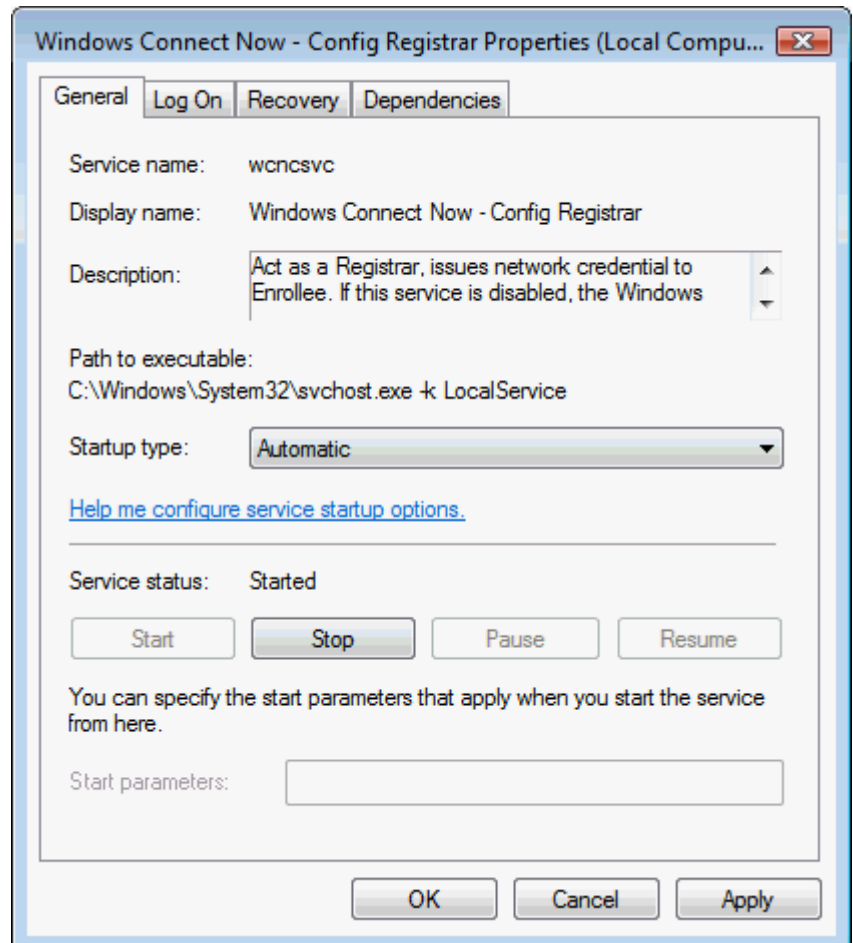 Windows Connect Now - Config Registrar Properties (Local Compu...
General Log On Recovery Dependencies
Service name: wcncsvc
Display name: Windows Connect Now - Config Registrar
Description: Act as a Registrar, issues network credential to
Enrollee. If this service is disabled, the Windows
Path to executable:
C:\Windows\System32\svchost.exe -k LocalService
Startup type: Automatic
Help me configure service startup options.
Service status: Started
Start Stop Pause Resume
You can specify the start parameters that apply when you start the service
from here.
Start parameters:
OK Cancel Apply